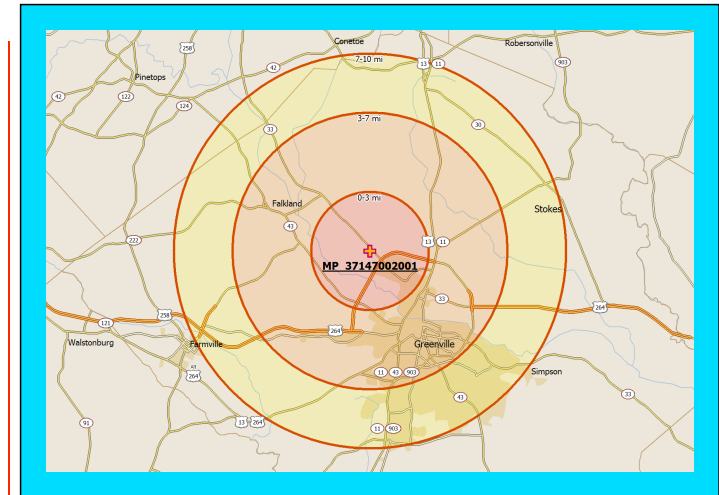 Conetoe
Robersonville
258
7-10 mi
42
13 11
903
Pinetops
42
122
124
3-7 mi
33
30
0-3 mi
Falkland
Stokes
43
222
13 11
MP_37147002001
33
258
121
264
264
Walstonburg
Farmville
Greenville
Alt
264
11 43 903
Simpson
43
33
91
13 264
11 903